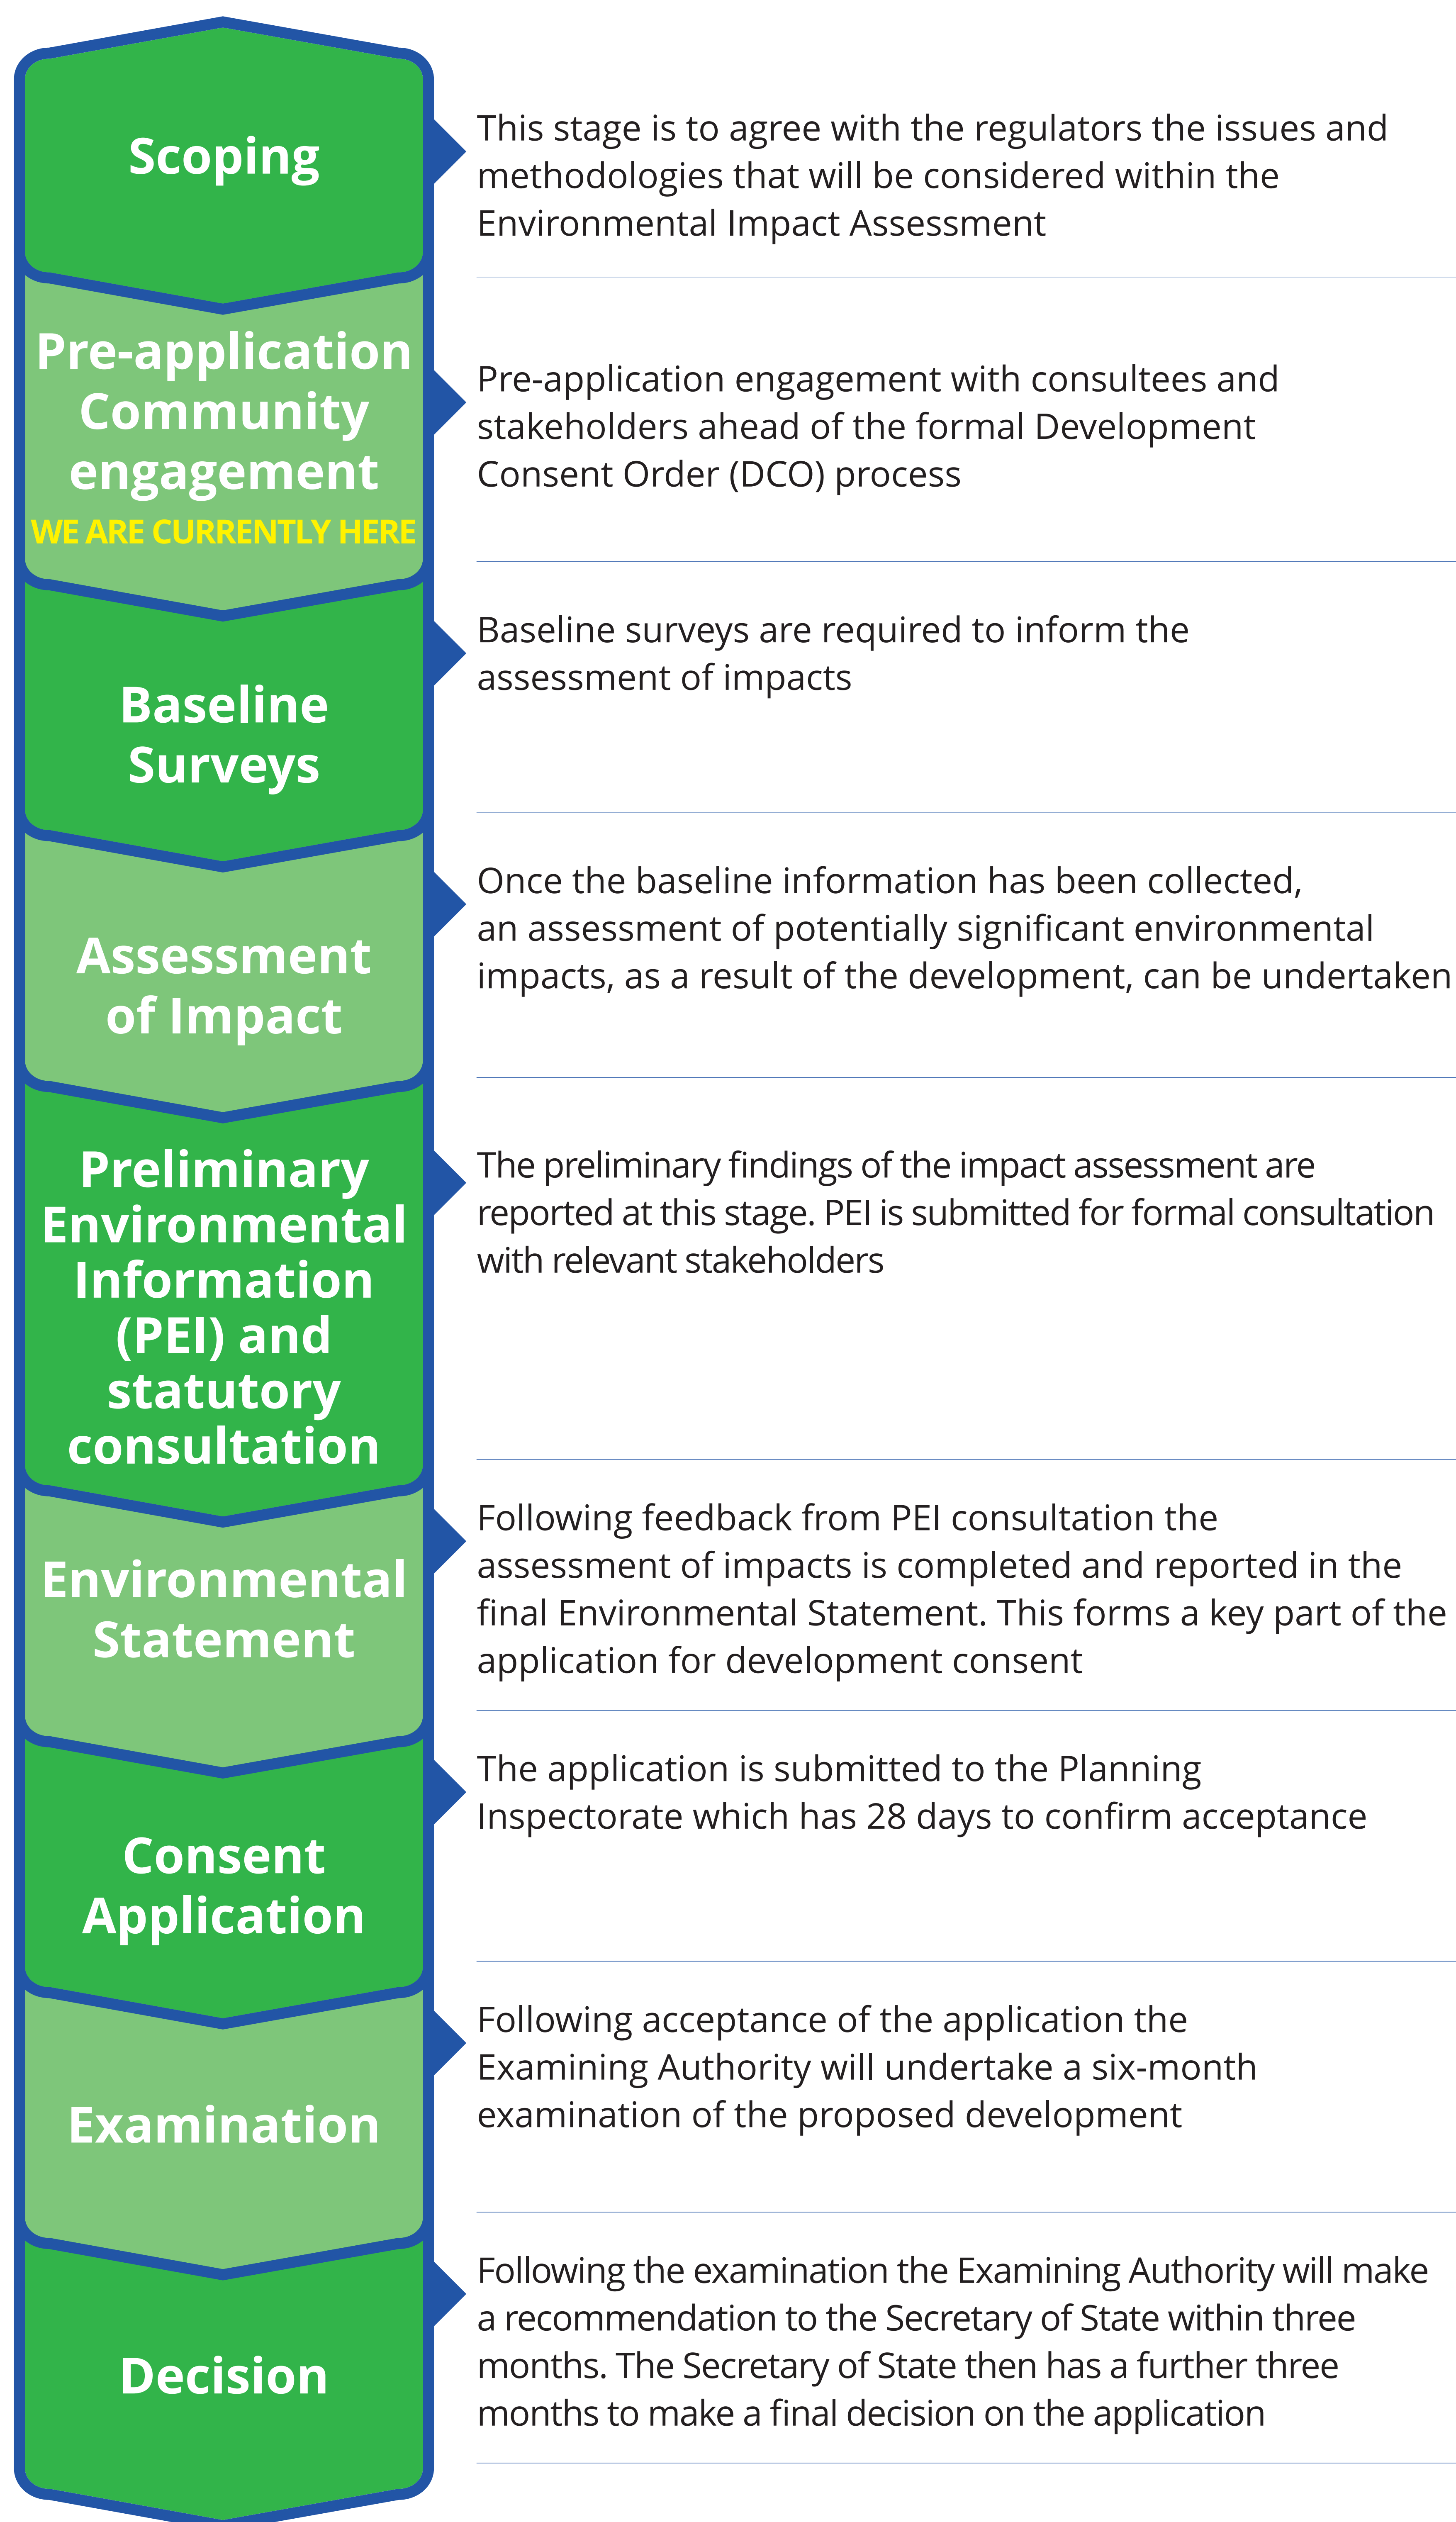 Scoping
This stage is to agree with the regulators the issues and
methodologies that will be considered within the
Environmental Impact Assessment
Pre-application
Community
engagement
WE ARE CURRENTLY HERE
Pre-application engagement with consultees and
stakeholders ahead of the formal Development
Consent Order (DCO) process
Baseline
Surveys
Baseline surveys are required to inform the
assessment of impacts
Assessment
of Impact
Once the baseline information has been collected,
an assessment of potentially significant environmental
impacts, as a result of the development, can be undertaken
Preliminary
Environmental
Information
(PEI) and
statutory
consultation
The preliminary findings of the impact assessment are
reported at this stage. PEI is submitted for formal consultation
with relevant stakeholders
Environmental
Statement
Following feedback from PEI consultation the
assessment of impacts is completed and reported in the
final Environmental Statement. This forms a key part of the
application for development consent
Consent
Application
The application is submitted to the Planning
Inspectorate which has 28 days to confirm acceptance
Examination
Following acceptance of the application the
Examining Authority will undertake a six-month
examination of the proposed development
Decision
Following the examination the Examining Authority will make
a recommendation to the Secretary of State within three
months. The Secretary of State then has a further three
months to make a final decision on the application